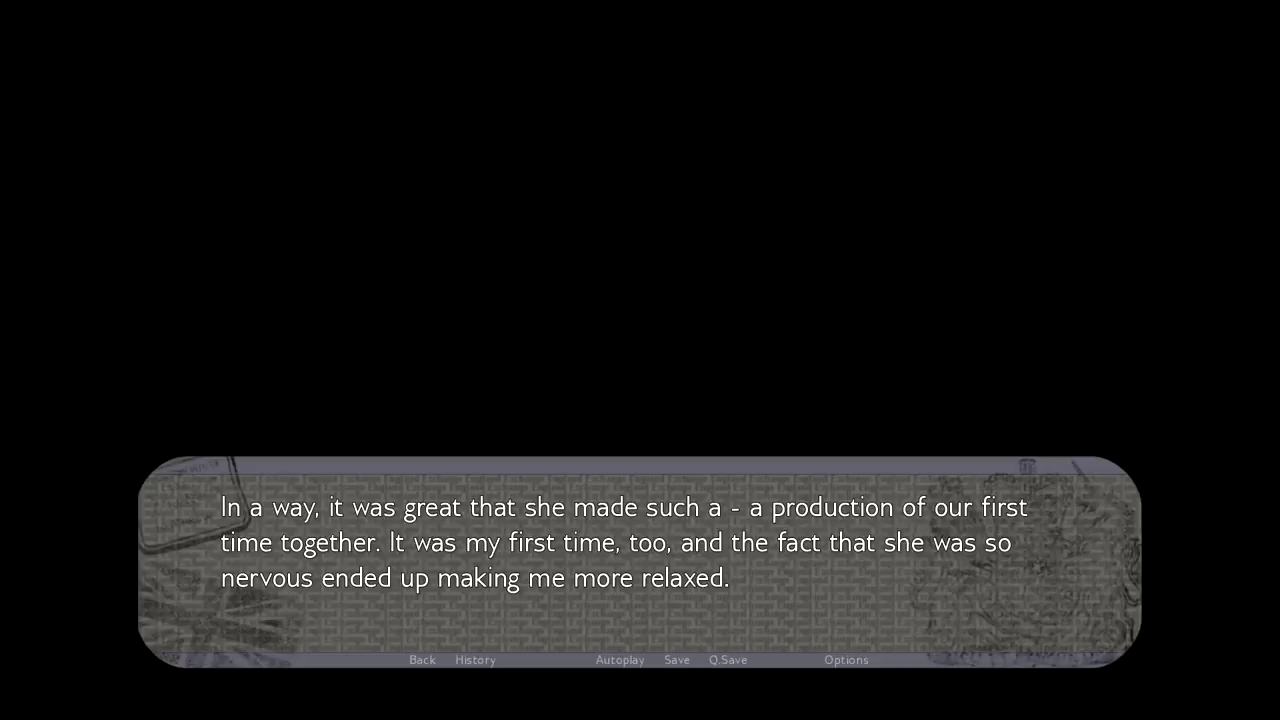 In a way, it was great that she made such a - a production of our first
time together. It was my first time, too, and the fact that she was so
nervous ended up making me more relaxed.
Back History Autoplay Save Q.Save Options